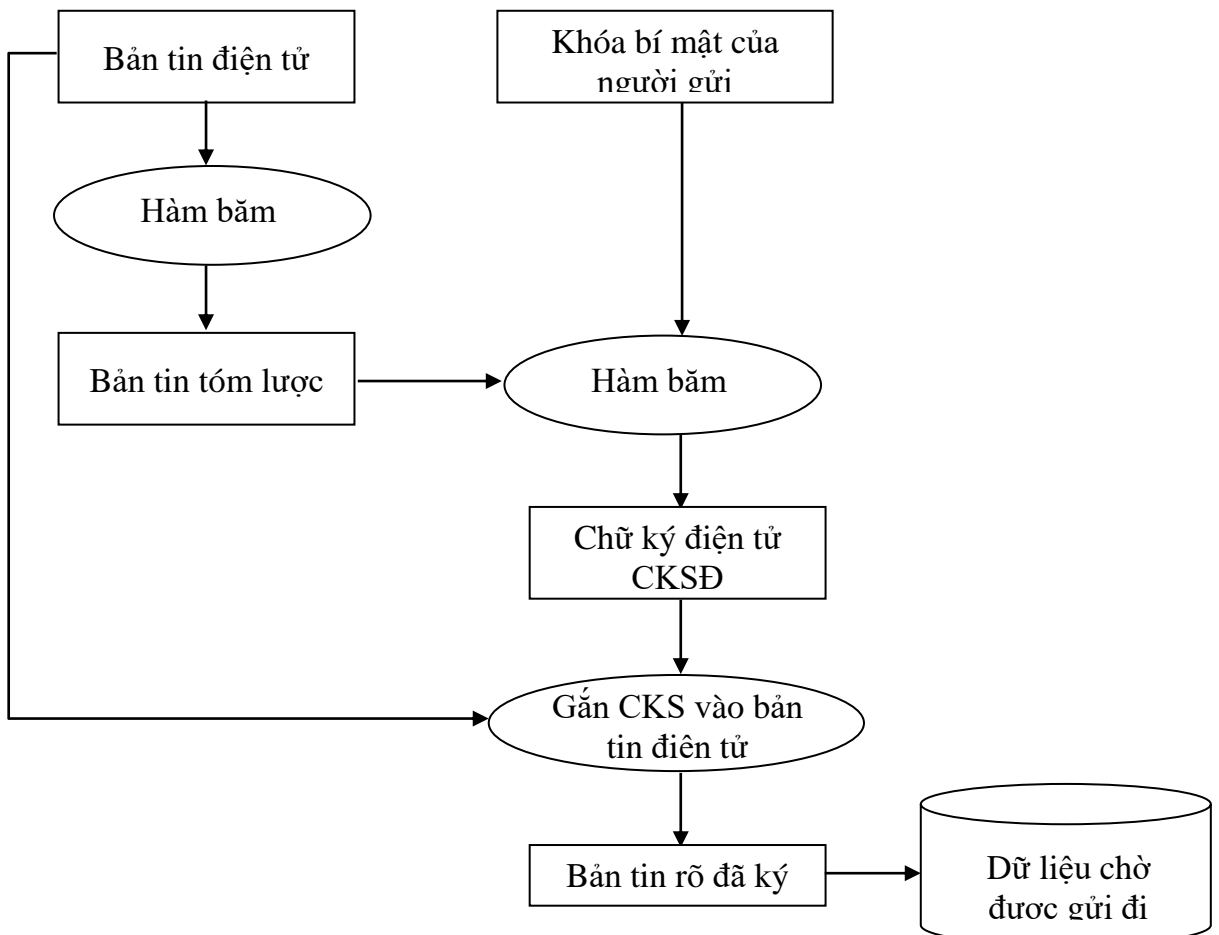 Bản tin điện tử
Khóa bí mật của
người gửi
Hàm băm
Bản tin tóm lược
Hàm băm
Chữ ký điện tử
CKSĐ
Gắn CKS vào bản
tin điên tử
Bản tin rõ đã ký
Dữ liệu chờ
được gửi đi